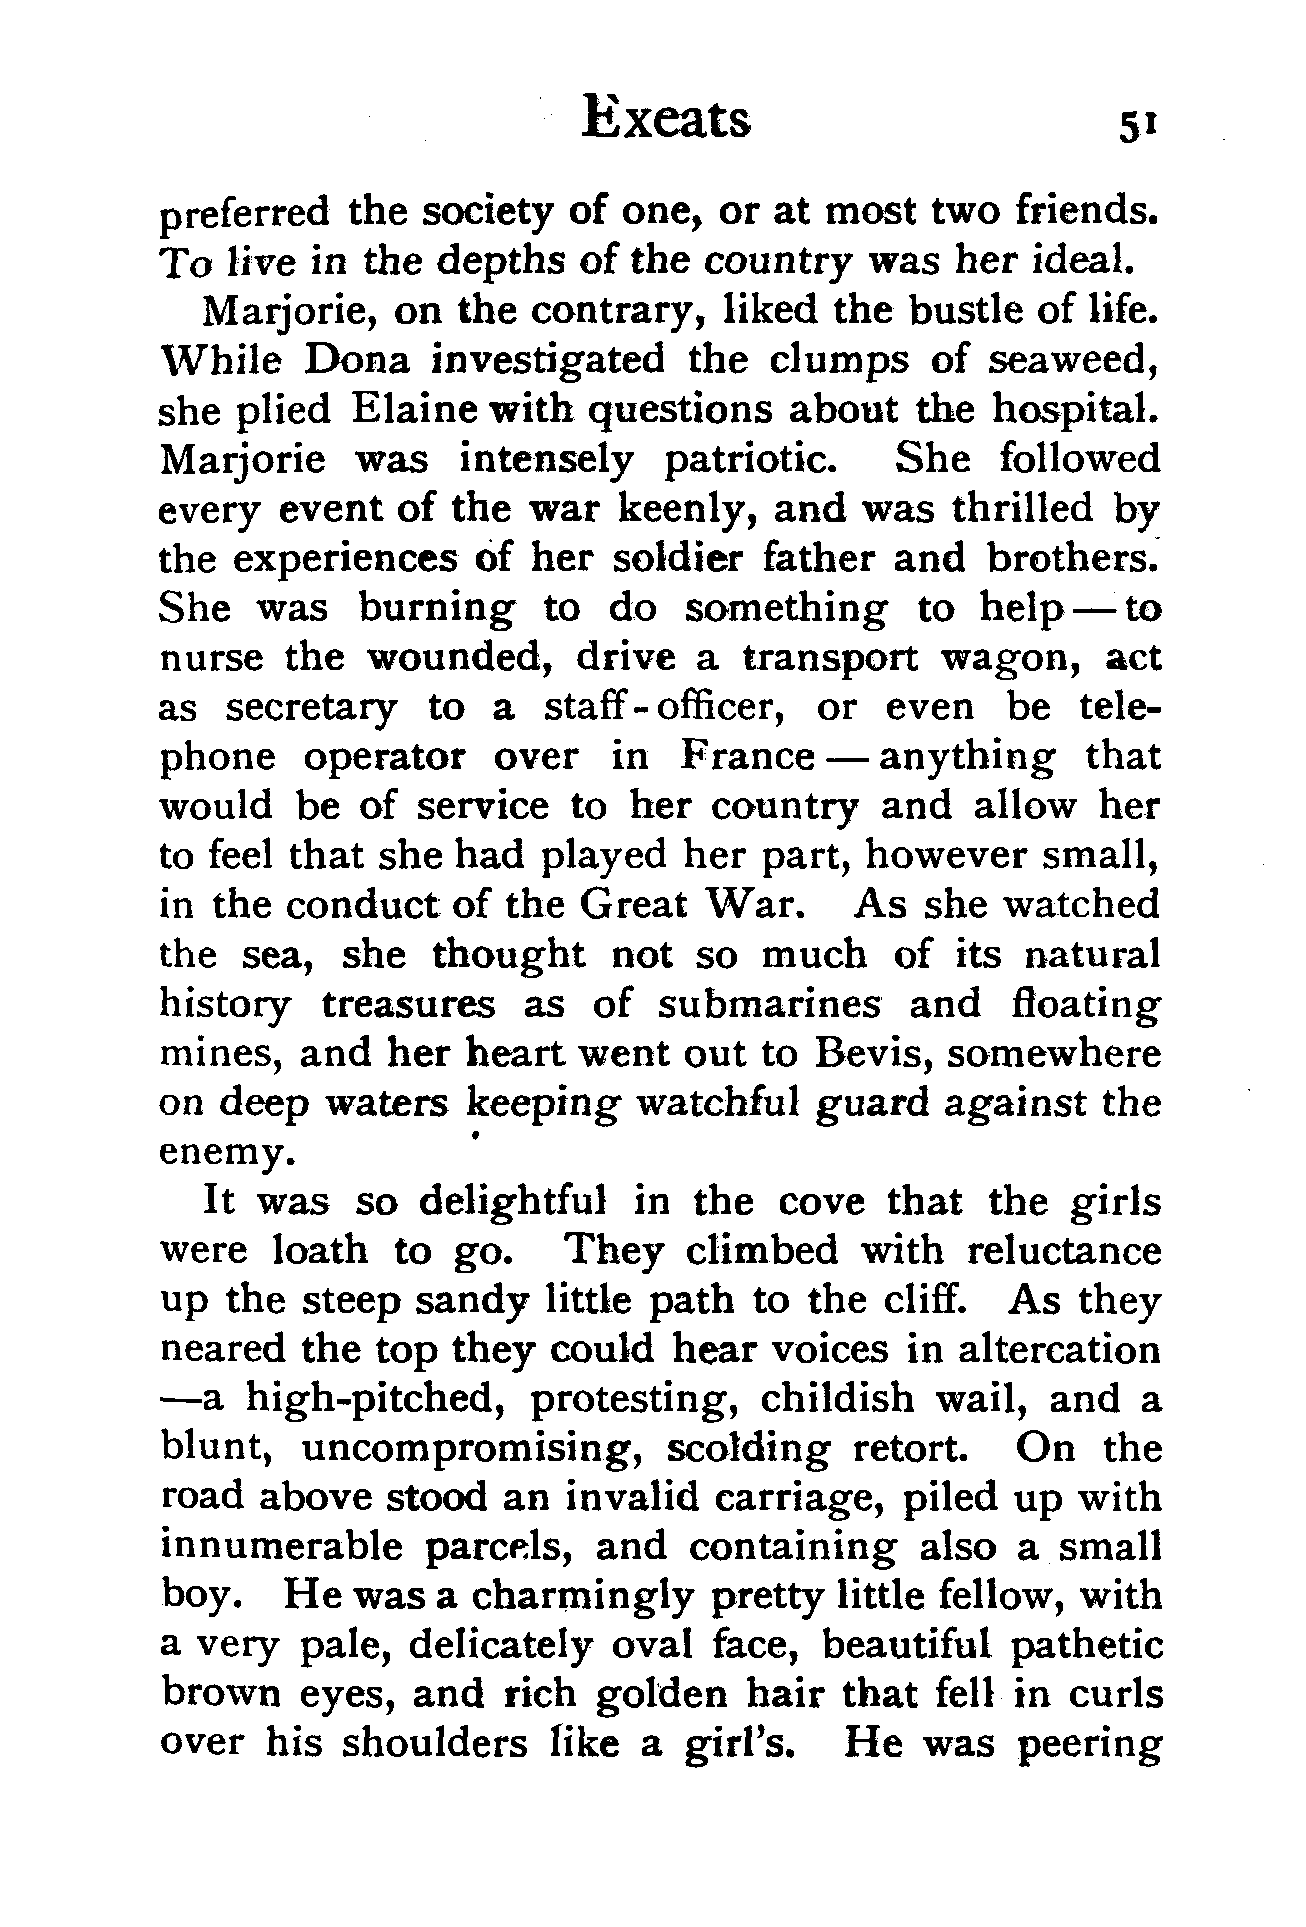 Exeats 51
preferred the society of one, or at most two friends.
To live in the depths of the country was her ideal.
Marjorie, on the contrary, liked the bustle of life.
While Dona investigated the clumps of seaweed,
she plied Elaine with questions about the hospital.
Marjorie was intensely patriotic. She followed
every event of the war keenly, and was thrilled by
the experiences of her soldier father and brothers.
She was burning to do something to help — to
nurse the wounded, drive a transport wagon, act
as secretary to a staff-officer, or even be tele-
phone operator over in France — anything that
would be of service to her country and allow her
to feel that she had played her part, however small,
in the conduct of the Great War. As she watched
the sea, she thought not so much of its natural
history treasures as of submarines and floating
mines, and her heart went out to Bevis, somewhere
on deep waters keeping watchful guard against the
enemy.
It was so delightful in the cove that the girls
were loath to go. They climbed with reluctance
up the steep sandy little path to the cliff. As they
neared the top they could hear voices in altercation
—a high-pitched, protesting, childish wail, and a
blunt, uncompromising, scolding retort. On the
road above stood an invalid carriage, piled up with
innumerable parcels, and containing also a small
boy. He was a charmingly pretty little fellow, with
a very pale, delicately oval face, beautiful pathetic
brown eyes, and rich golden hair that fell in curls
over his shoulders like a girl's. He was peering